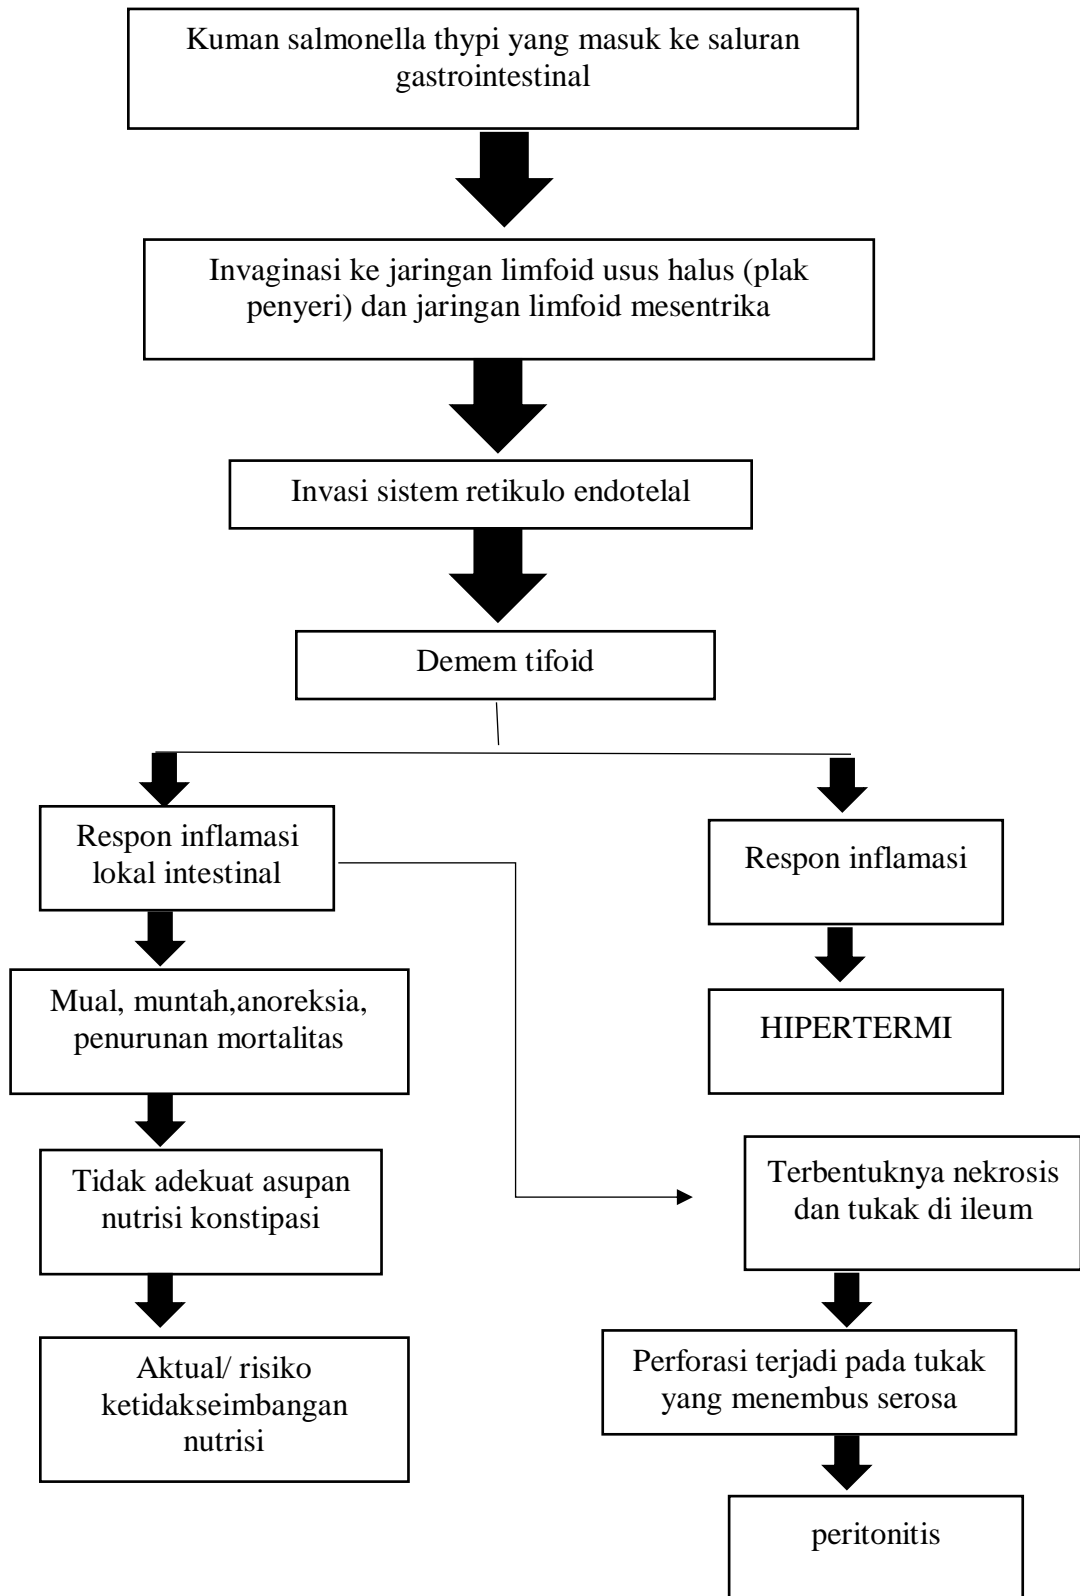 Kuman salmonella thypi yang masuk ke saluran
gastrointestinal
Invaginasi ke jaringan limfoid usus halus (plak
penyeri) dan jaringan limfoid mesentrika
Invasi sistem retikulo endotelal
Demem tifoid
Respon inflamasi
lokal intestinal
Respon inflamasi
Mual, muntah,anoreksia,
penurunan mortalitas
HIPERTERMI
Tidak adekuat asupan
nutrisi konstipasi
Terbentuknya nekrosis
dan tukak di ileum
Aktual/ risiko
ketidakseimbangan
nutrisi
Perforasi terjadi pada tukak
yang menembus serosa
peritonitis